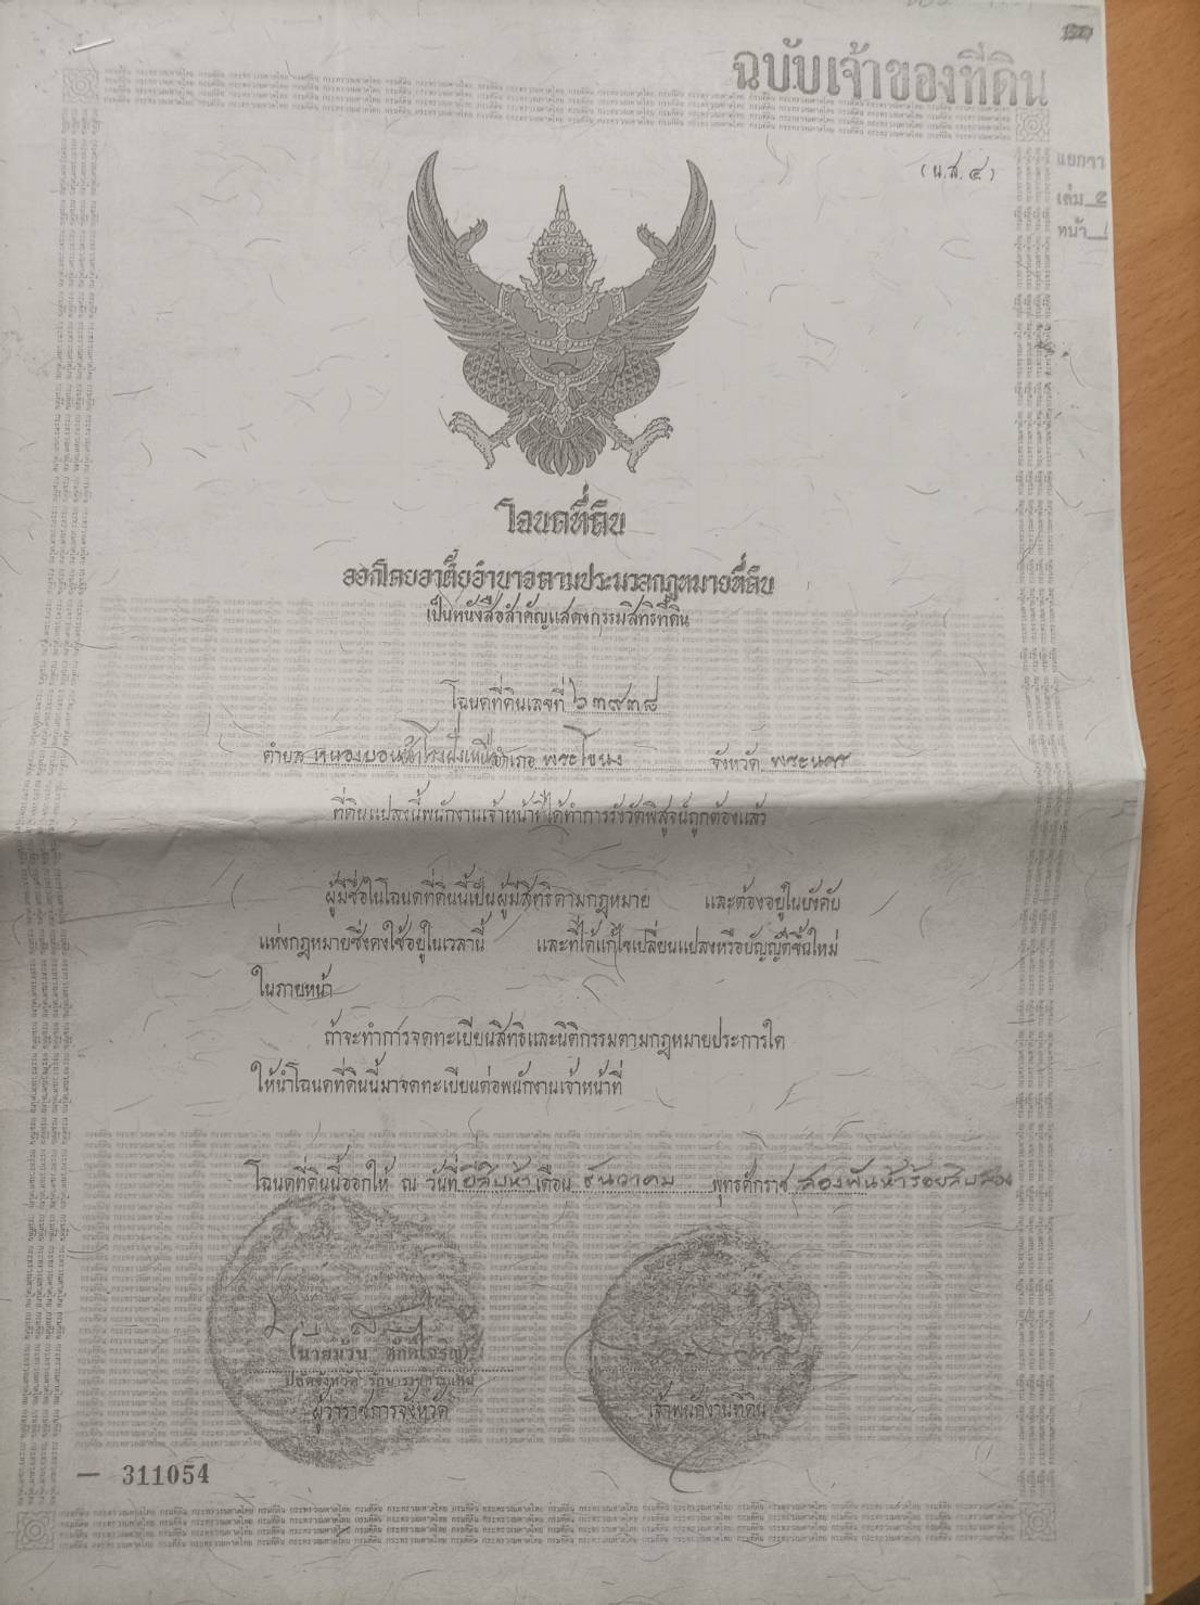 ฉบับเจ้าของที่ดิน
(น.ส.๔)
แยกจา
เล่ม
หน้า
โฉนดที่ดิน
ออกโดยอาศัยอำนาจตามประมวลกฎหมายที่ดิน
เป็นหนังสือสำคัญแสดงกรรมสิทธิ์ที่ดิน
โฉนดที่ดินเลขที่ ๖๓๙๓๘
ตำบล หนองบอน อำเภอ พระโขนง จังหวัด พระนคร
ที่ดินแปลงนี้พนักงานเจ้าหน้าที่ได้ทำการรังวัดพิสูจน์ถูกต้องแล้ว
ผู้มีชื่อในโฉนดที่ดินนี้เป็นผู้มีสิทธิตามกฎหมาย และต้องอยู่ในบังคับ
แห่งกฎหมายซึ่งคงใช้อยู่ในเวลานี้ และที่ได้แก้ไขเปลี่ยนแปลงหรือบัญญัติขึ้นใหม่
ในภายหน้า
ถ้าจะทำการจดทะเบียนสิทธิและนิติกรรมตามกฎหมายประการใด
ให้นำโฉนดที่ดินนี้มาจดทะเบียนต่อพนักงานเจ้าหน้าที่
โฉนดที่ดินนี้ออกให้ ณ วันที่ ยี่สิบห้า เดือน ธันวาคม พุทธศักราช สองพันห้าร้อยสิบสอง
ปลัดจังหวัด
ผู้ว่าราชการจังหวัด
เจ้าพนักงานที่ดิน
— 311054